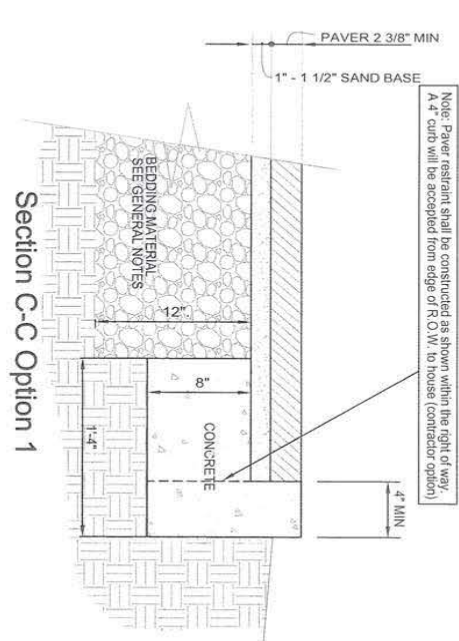 PAVER 2 3/8" MIN
1" - 1 1/2" SAND BASE
Note: Paver restraint shall be constructed as shown within the right of way.
A 4" curb will be accepted from edge of R.O.W. to house (contractor option)
BEDDING MATERIAL
SEE GENERAL NOTES
12"
8"
CONCRETE
1'-4"
4" MIN
Section C-C Option 1